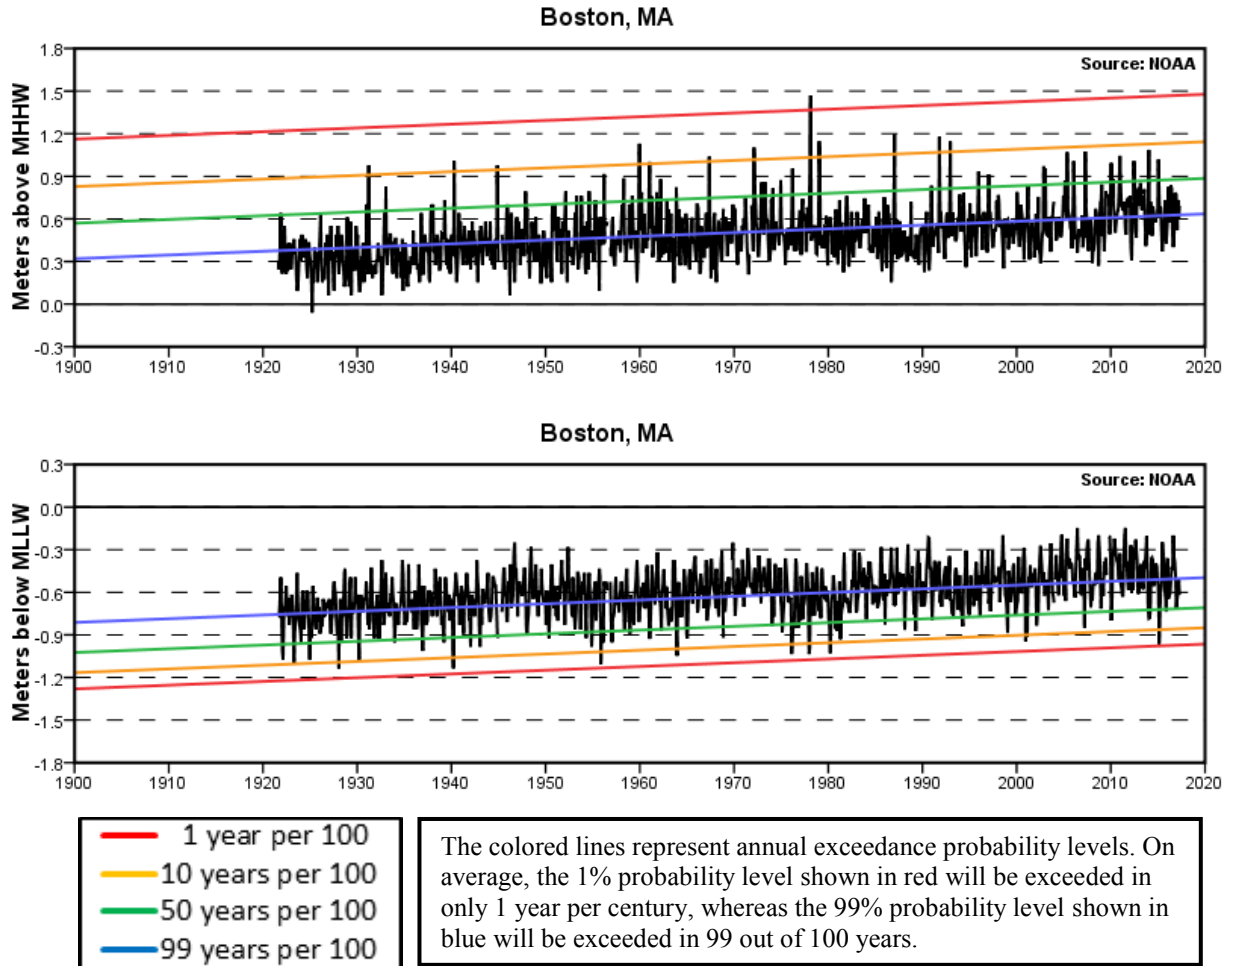 Boston, MA
Source: NOAA
Meters above MHHW
1.8
1.5
1.2
0.9
0.6
0.3
0.0
-0.3
1900 1910 1920 1930 1940 1950 1960 1970 1980 1990 2000 2010 2020
Boston, MA
Source: NOAA
Meters below MLLW
0.3
0.0
-0.3
-0.6
-0.9
-1.2
-1.5
-1.8
1900 1910 1920 1930 1940 1950 1960 1970 1980 1990 2000 2010 2020
1 year per 100
10 years per 100
50 years per 100
99 years per 100
The colored lines represent annual exceedance probability levels. On
average, the 1% probability level shown in red will be exceeded in
only 1 year per century, whereas the 99% probability level shown in
blue will be exceeded in 99 out of 100 years.